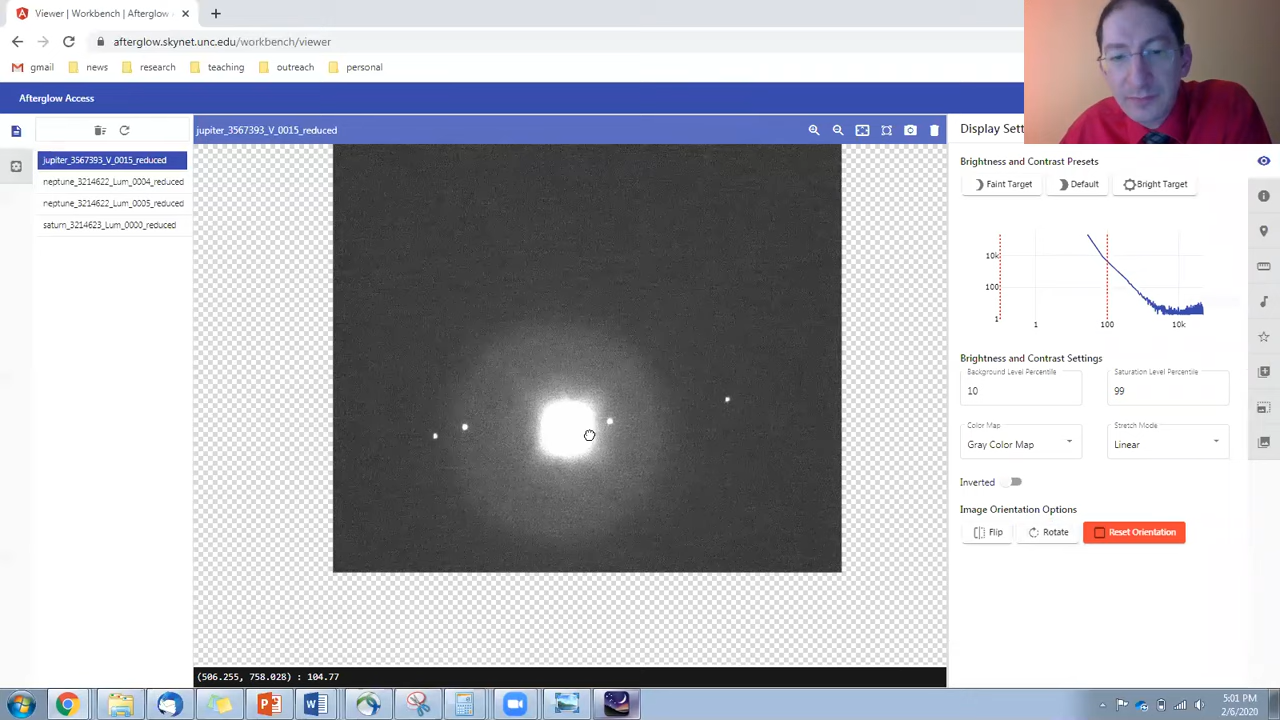 Viewer | Workbench | Afterglow
afterglow.skynet.unc.edu/workbench/viewer
gmail news research teaching outreach personal
Afterglow Access
jupiter_3567393_V_0015_reduced
neptune_3214622_Lum_0004_reduced
neptune_3214622_Lum_0005_reduced
saturn_3214623_Lum_0000_reduced
jupiter_3567393_V_0015_reduced
(506.255, 758.028) : 104.77
Display Sett
Brightness and Contrast Presets
Faint Target Default Bright Target
10k
100
1
1 100 10k
Brightness and Contrast Settings
Background Level Percentile Saturation Level Percentile
10 99
Color Map Stretch Mode
Gray Color Map Linear
Inverted
Image Orientation Options
Flip Rotate Reset Orientation
5:01 PM
2/6/2020